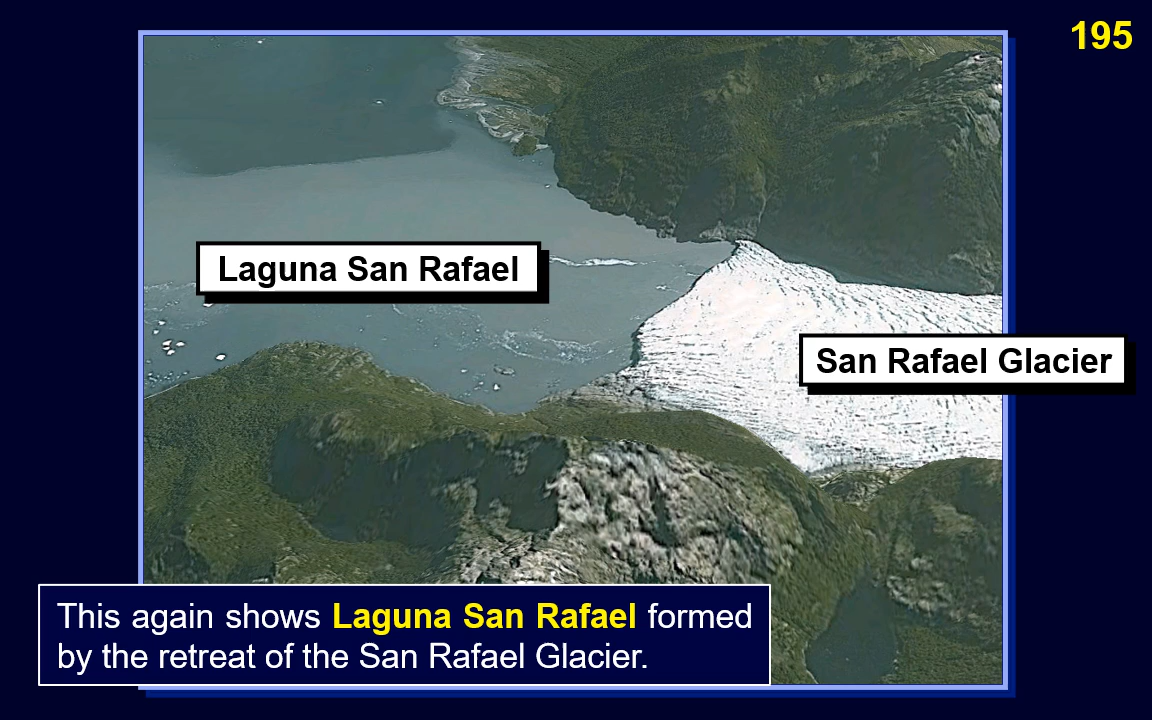 195
Laguna San Rafael
San Rafael Glacier
This again shows Laguna San Rafael formed
by the retreat of the San Rafael Glacier.